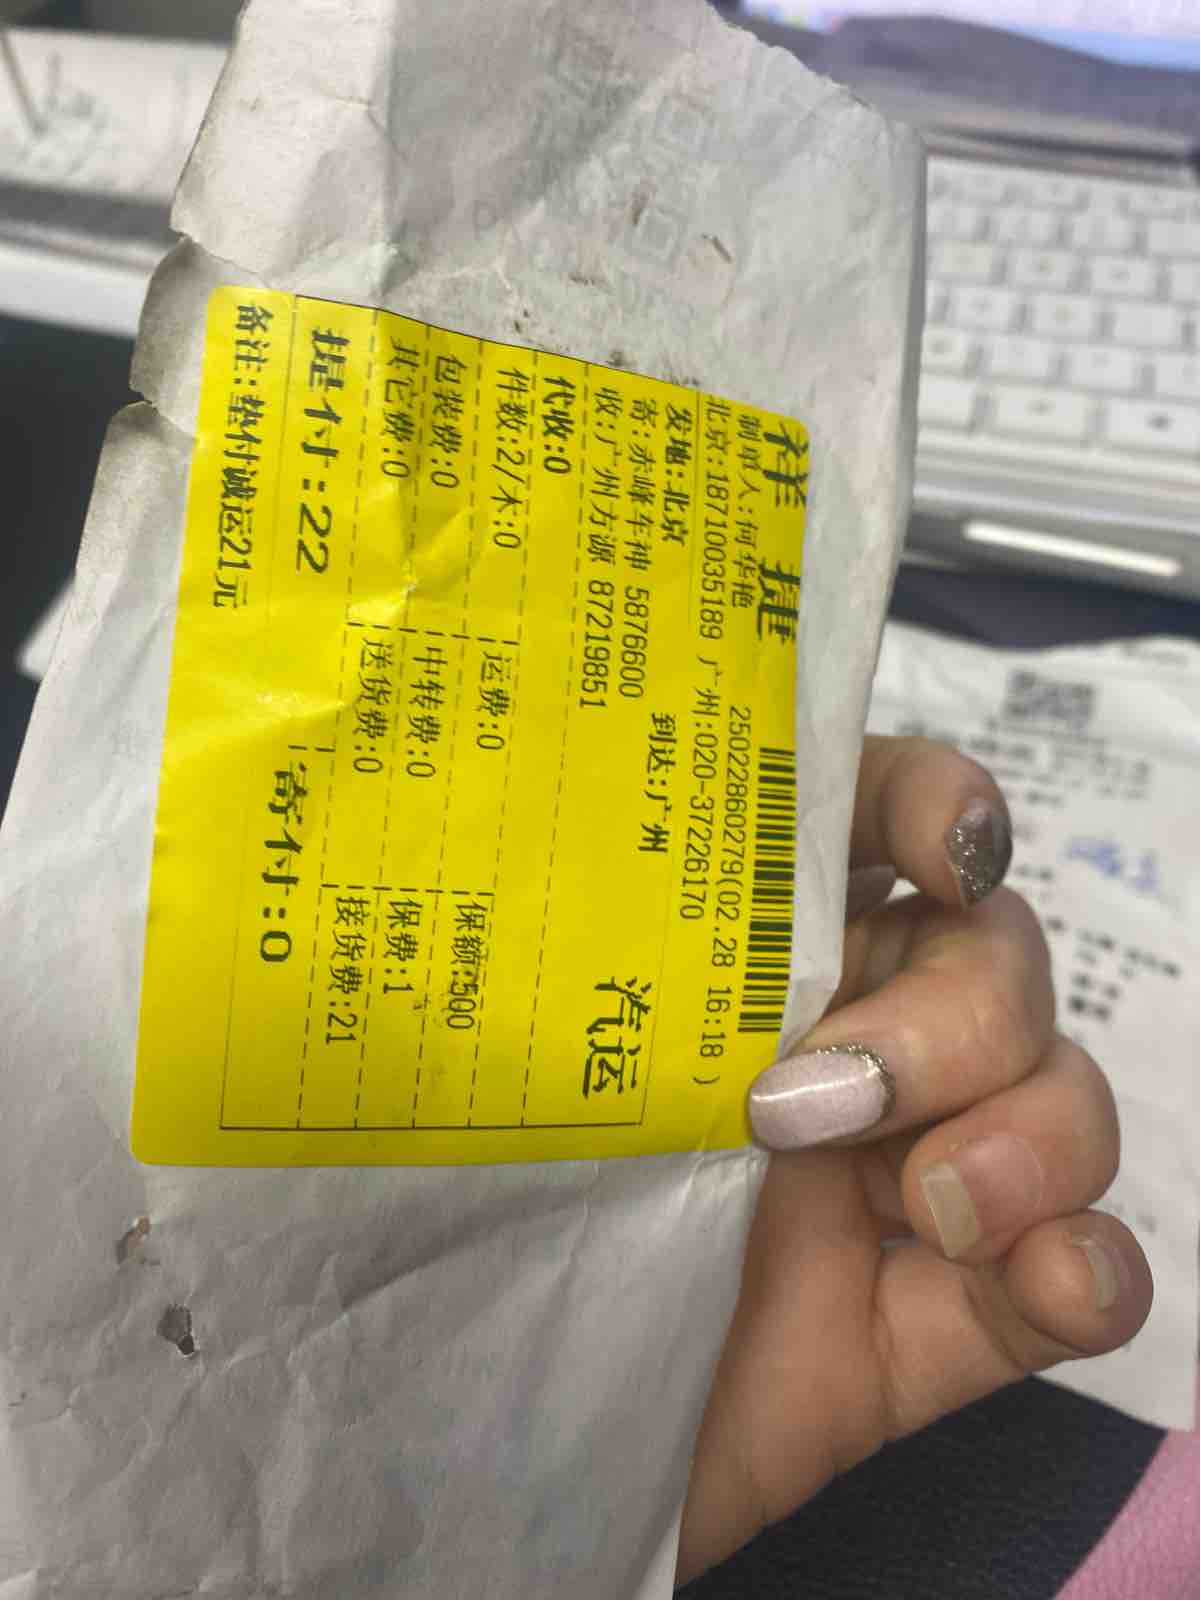 祥 捷
制单人:何华艳 250228602​79(02.28 16:18 )
北京:18710035189 广州:020-37226170
发地:北京 到达:广州
寄:赤峰车神 5876600
收:广州方源 87219851
汽运
代收:0
件数:2/木:0 运费:0 保额:500
包装费:0 中转费:0 保费:1
其它费:0 送货费:0 接货费:21
提付:22 寄付:0
备注:垫付诚运21元